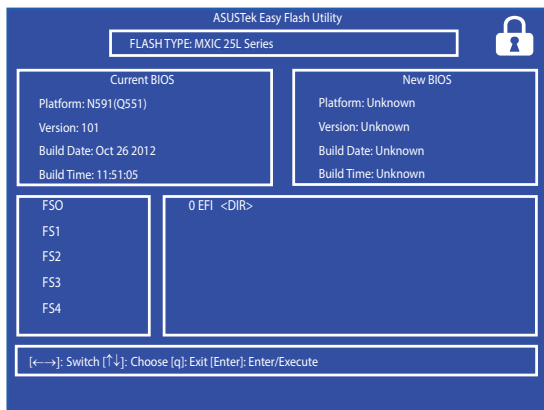 ASUSTek Easy Flash Utility
FLASH TYPE: MXIC 25L Series
Current BIOS
Platform: N591(Q551)
Version: 101
Build Date: Oct 26 2012
Build Time: 11:51:05
New BIOS
Platform: Unknown
Version: Unknown
Build Date: Unknown
Build Time: Unknown
FSO
FS1
FS2
FS3
FS4
0 EFI <DIR>
[←→]: Switch [↑↓]: Choose [q]: Exit [Enter]: Enter/Execute